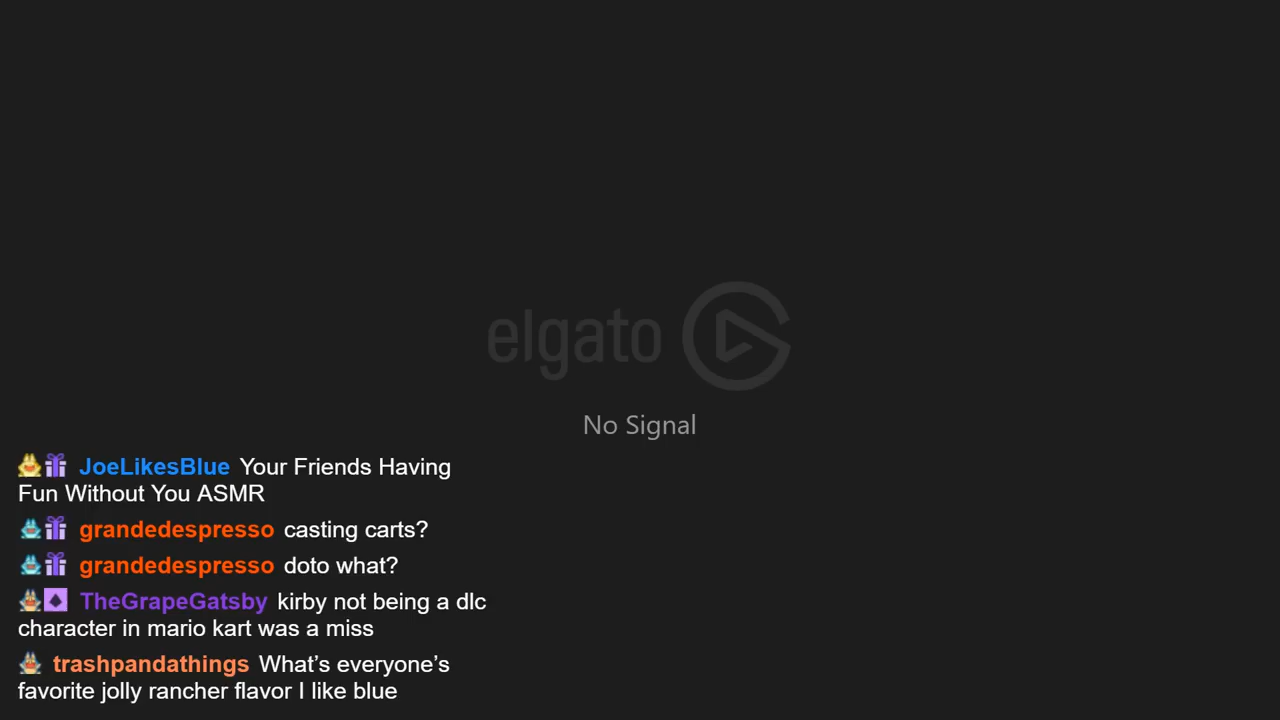 elgato
No Signal
JoeLikesBlue Your Friends Having
Fun Without You ASMR
grandedespresso casting carts?
grandedespresso doto what?
TheGrapeGatsby kirby not being a dlc
character in mario kart was a miss
trashpandathings What’s everyone’s
favorite jolly rancher flavor I like blue